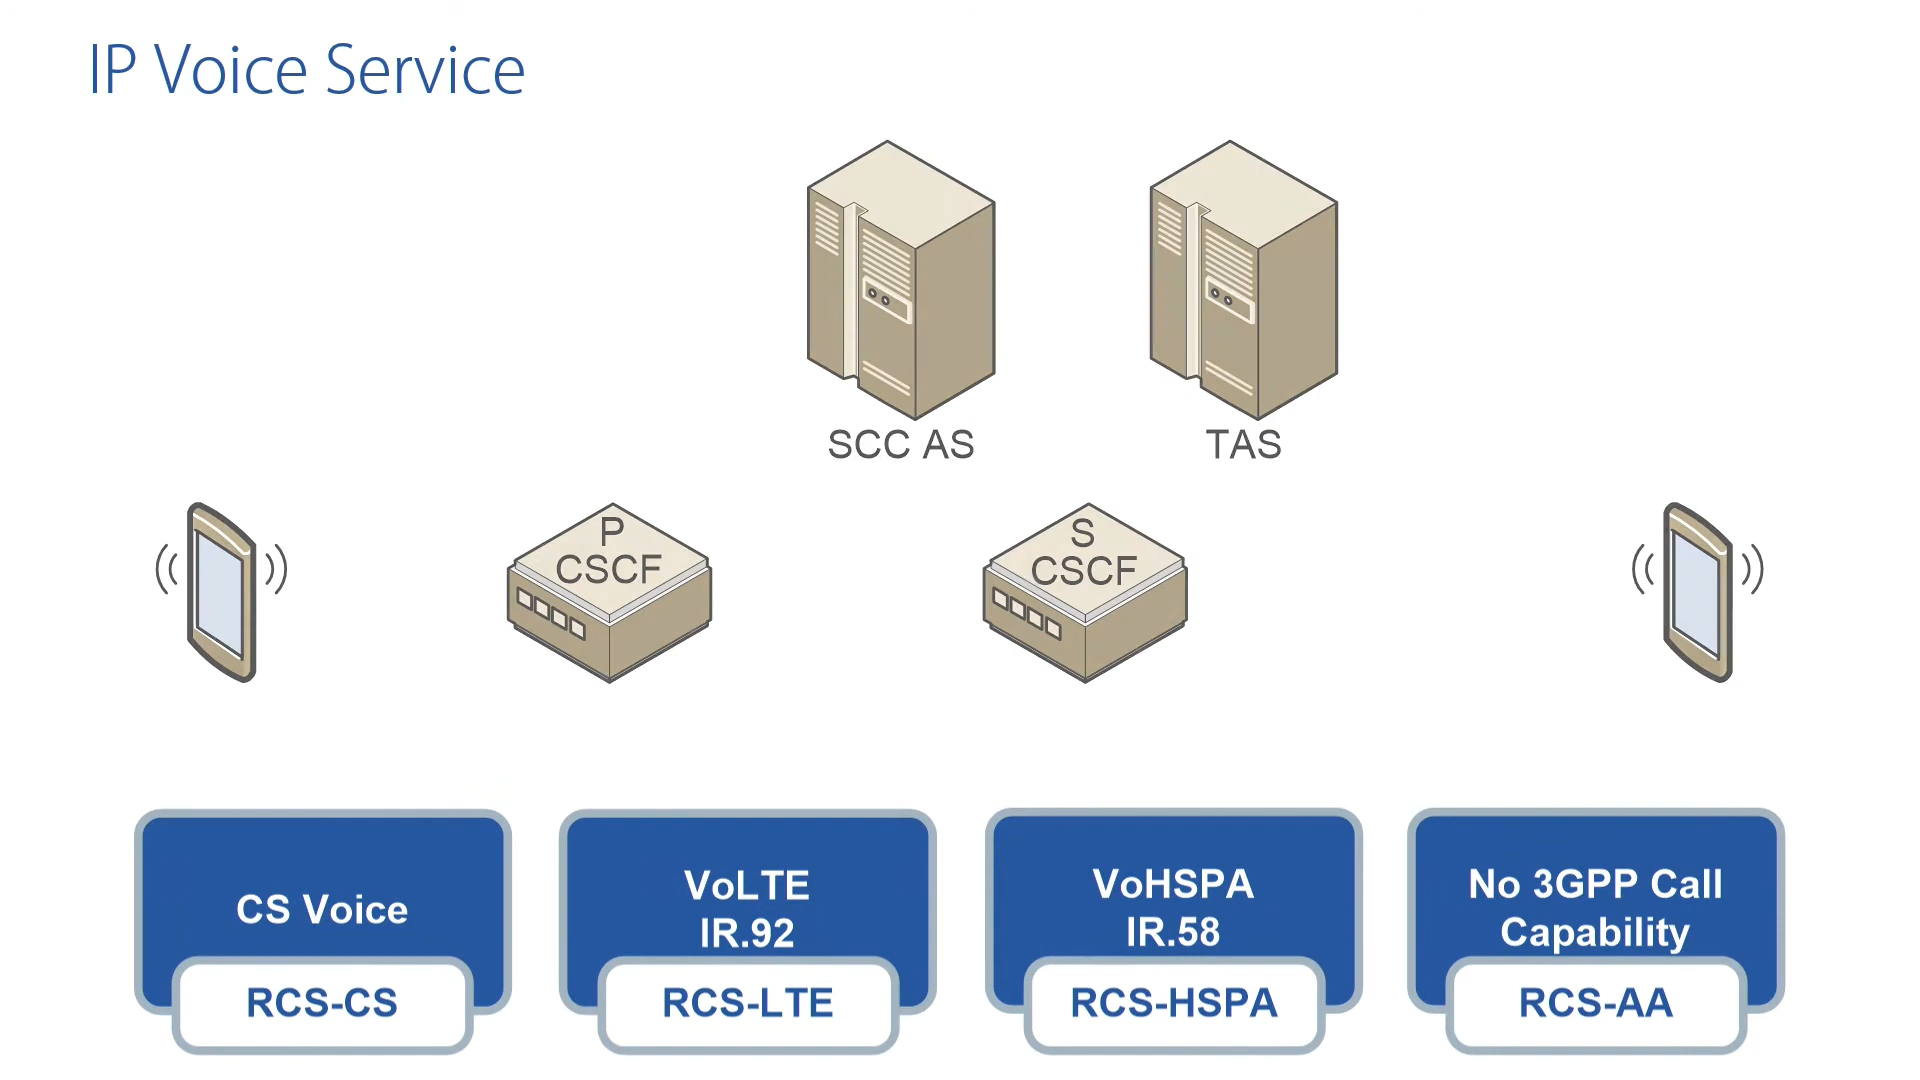 IP Voice Service
SCC AS
TAS
P
CSCF
S
CSCF
CS Voice
RCS-CS
VoLTE
IR.92
RCS-LTE
VoHSPA
IR.58
RCS-HSPA
No 3GPP Call
Capability
RCS-AA